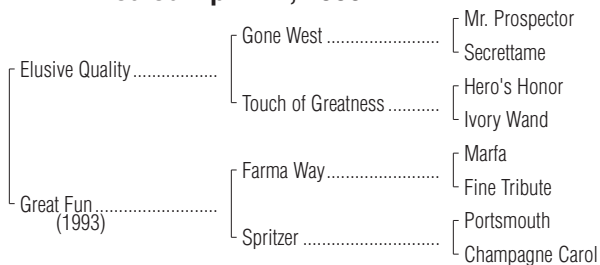 Mr. Prospector
Gone West
Secrettame
Elusive Quality
Hero's Honor
Touch of Greatness
Ivory Wand
Marfa
Farma Way
Fine Tribute
Great Fun
(1993)
Portsmouth
Spritzer
Champagne Carol